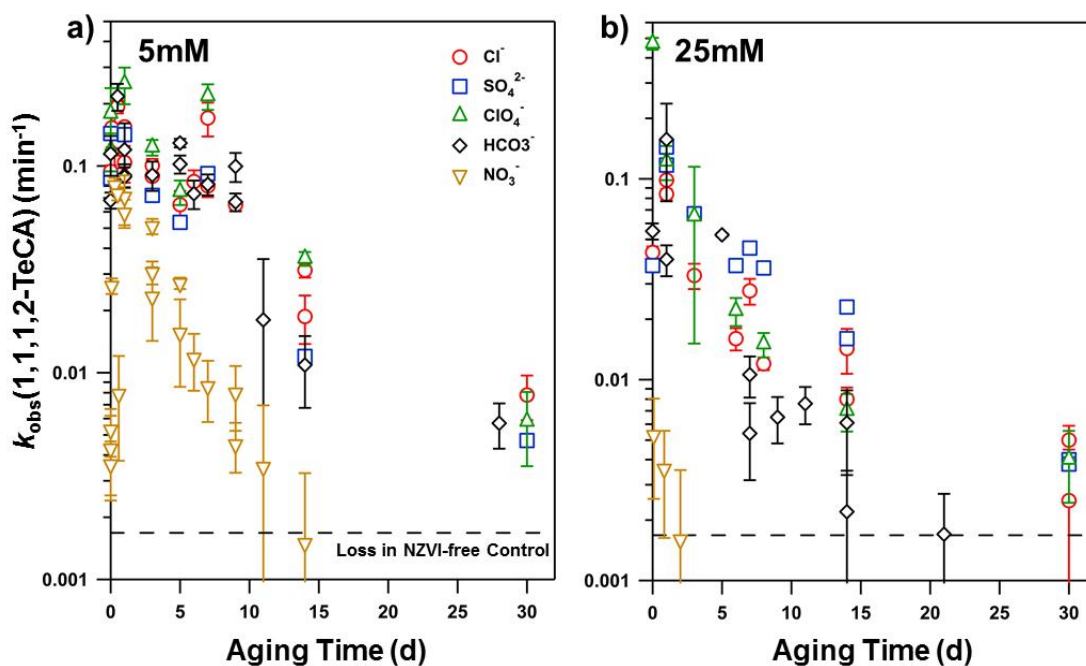 a)
5mM
Cl⁻
SO₄²⁻
ClO₄⁻
HCO3⁻
NO₃⁻
kobs(1,1,1,2-TeCA) (min⁻¹)
0.1
0.01
0.001
Loss in NZVI-free Control
0 5 10 15 20 25 30
Aging Time (d)
b)
25mM
0.1
0.01
0.001
0 5 10 15 20 25 30
Aging Time (d)